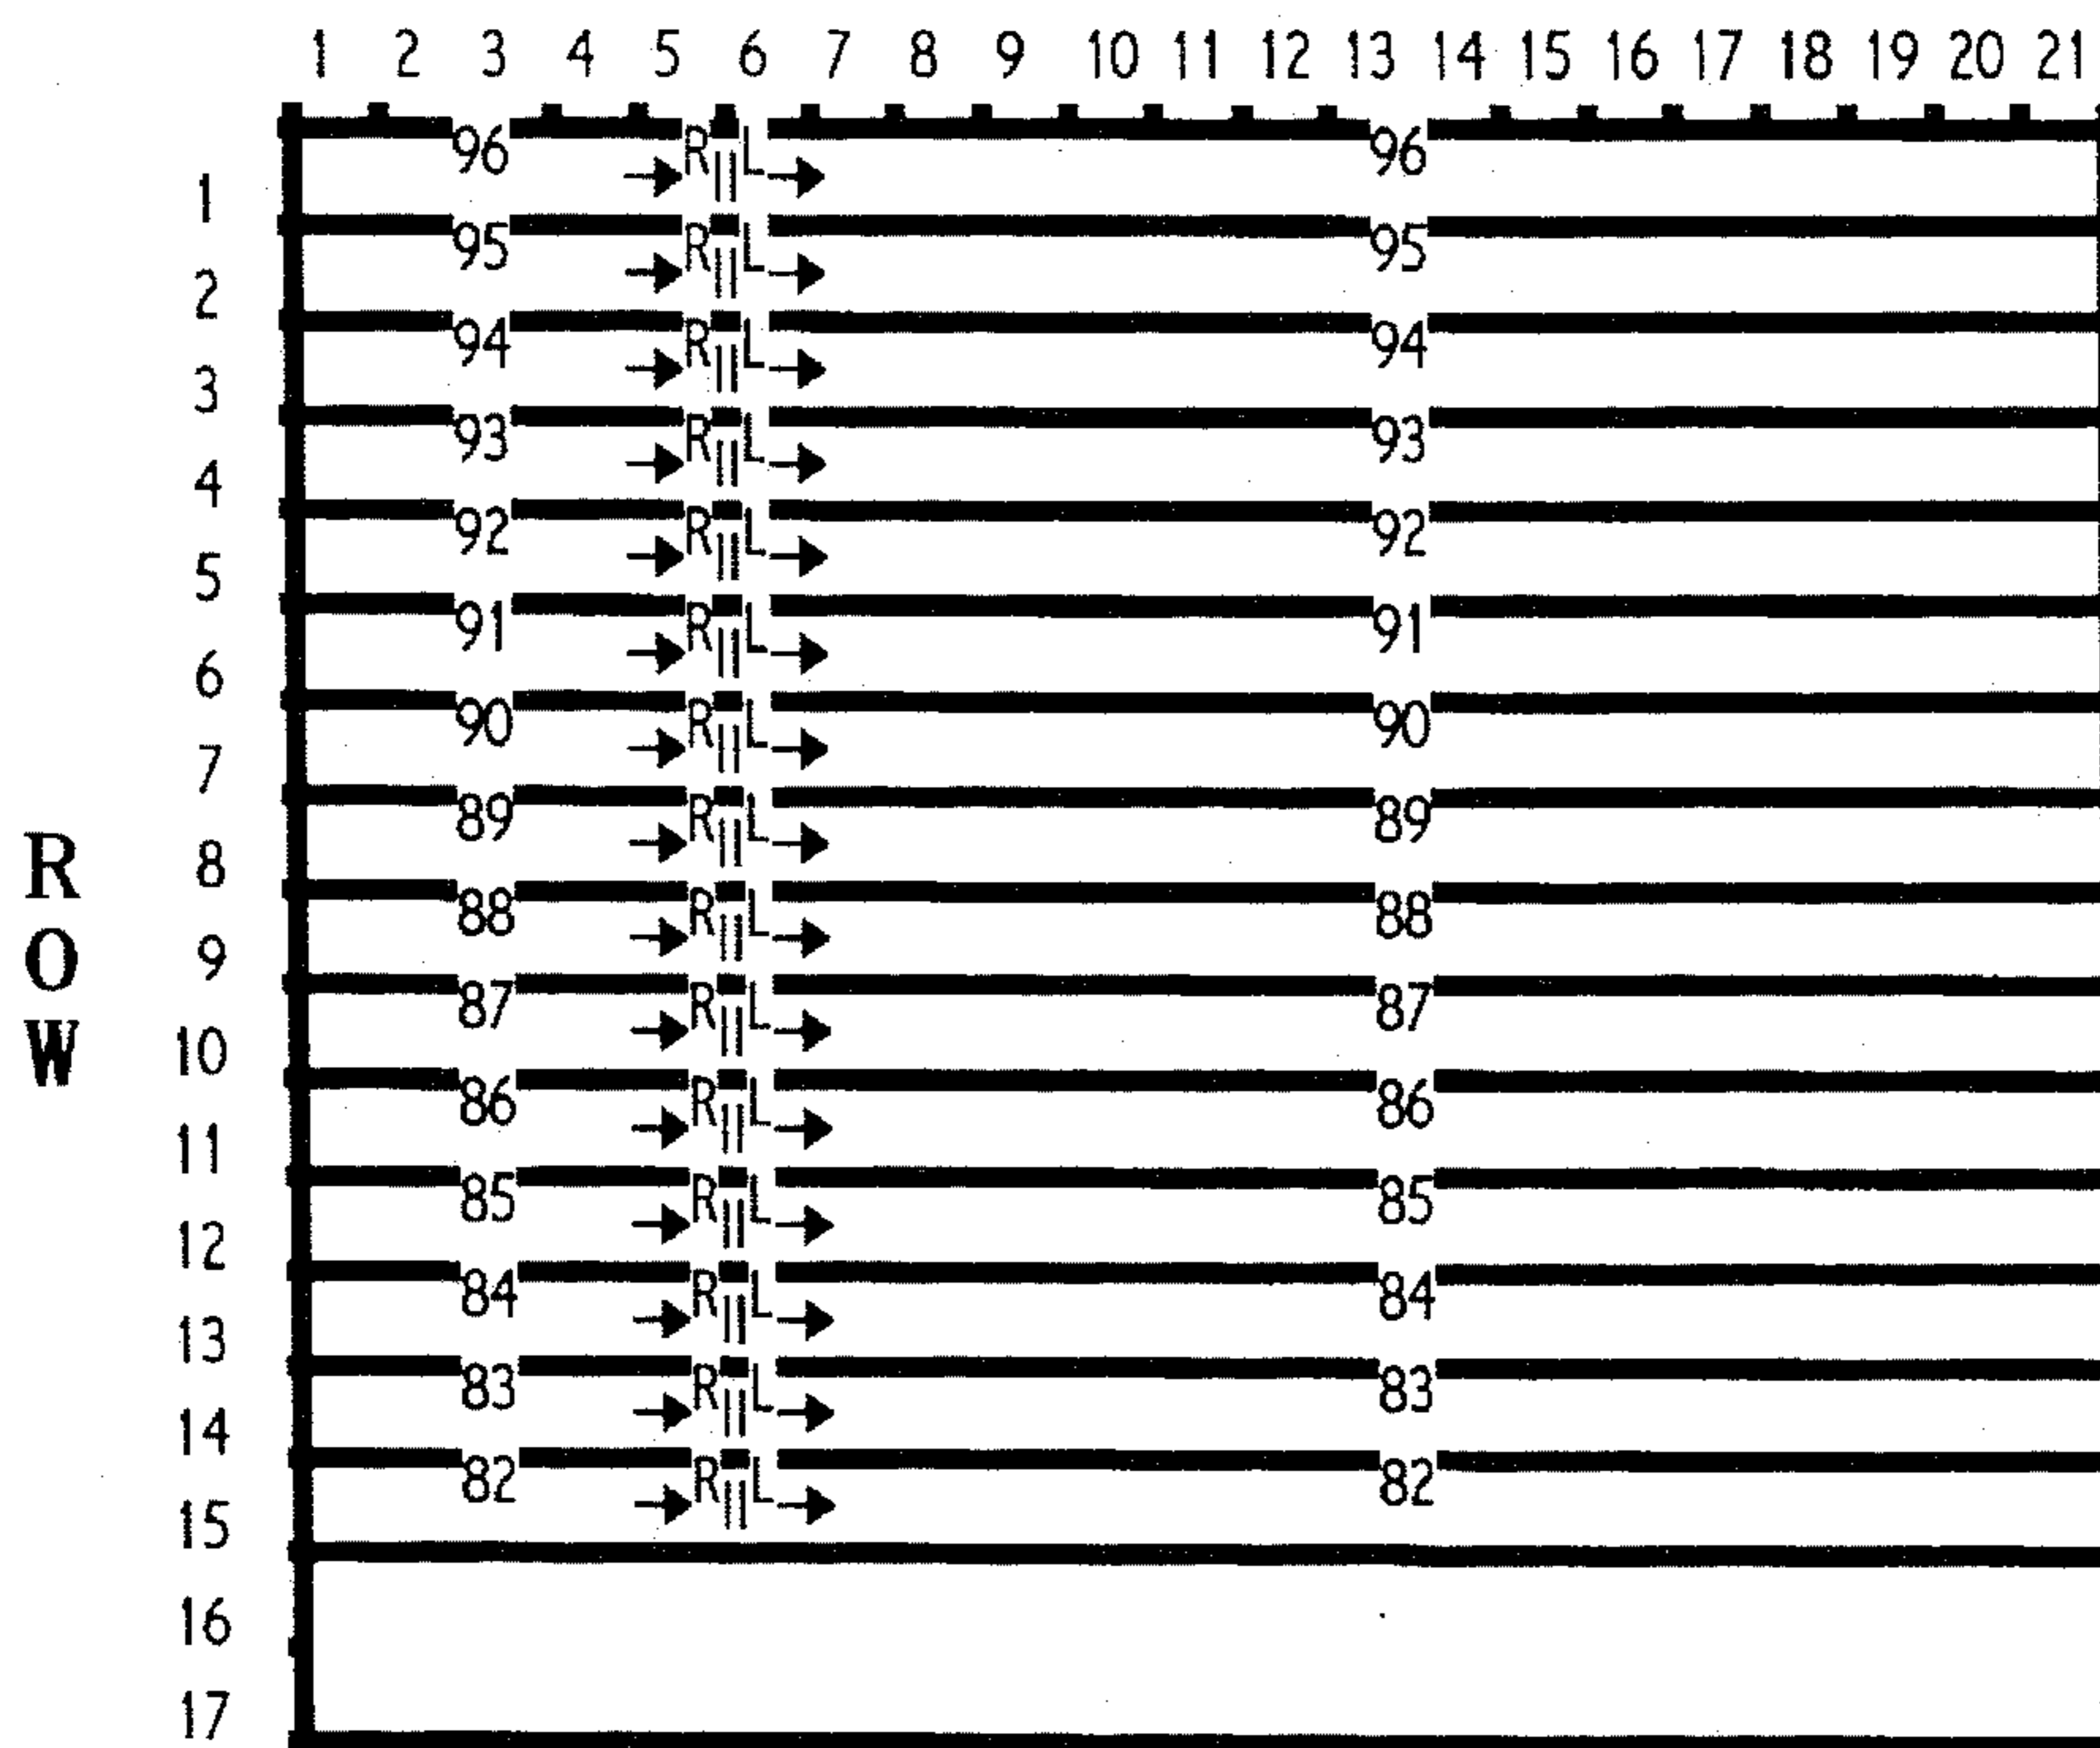 1 2 3 4 5 6 7 8 9 10 11 12 13 14 15 16 17 18 19 20 21
96 R L 96
1
95 R L 95
2
94 R L 94
3
93 R L 93
4
92 R L 92
5
91 R L 91
6
90 R L 90
7
89 R L 89
8
88 R L 88
9
87 R L 87
10
86 R L 86
11
85 R L 85
12
84 R L 84
13
83 R L 83
14
82 R L 82
15
16
17
ROW